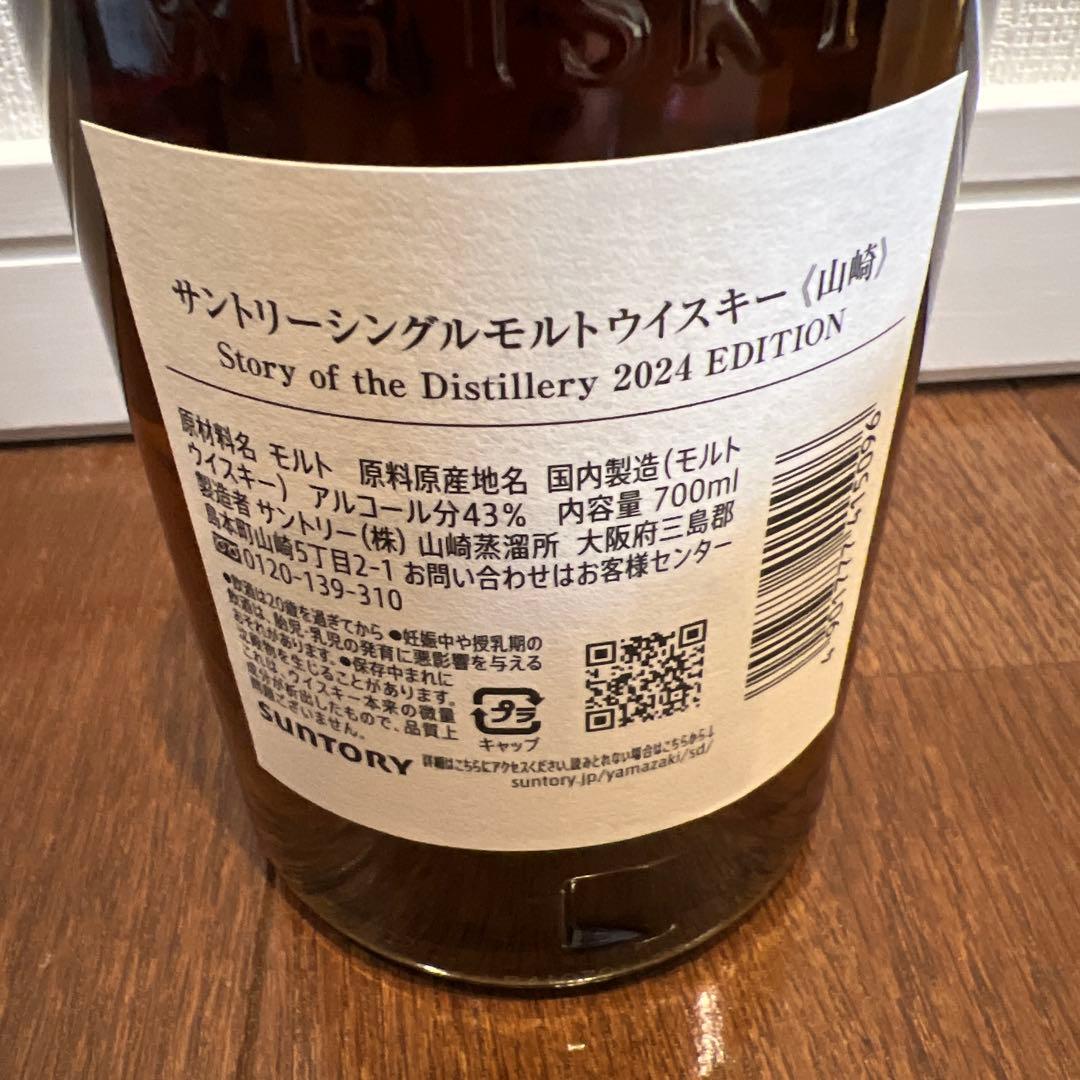 WHISKY
サントリーシングルモルトウイスキー《山崎》
Story of the Distillery 2024 EDITION
原材料名 モルト 原料原産地名 国内製造(モルト
ウイスキー) アルコール分43% 内容量 700ml
製造者 サントリー(株) 山崎蒸溜所 大阪府三島郡
島本町山崎5丁目2-1 お問い合わせはお客様センター
0120-139-310
●飲酒は20歳を過ぎてから ●妊娠中や授乳期の
飲酒は、胎児・乳児の発育に悪影響を与える
おそれがあります。●保存中まれに
沈殿物を生じることがあります。
これは、ウイスキー本来の微量
成分が析出したもので、品質上
問題ございません。
SUNTORY
プラ
キャップ
詳細はこちらにアクセスください。読みとれない場合はこちらから↓
suntory.jp/yamazaki/sd/